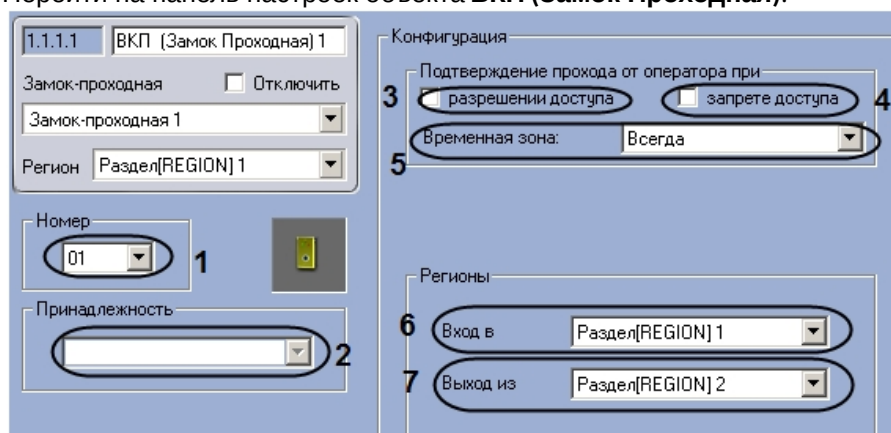 Перейти на панель настроек объекта ВКП (Замок Проходная).
1.1.1.1 ВКП (Замок Проходная) 1
Замок-проходная Отключить
Замок-проходная 1
Регион Раздел[REGION] 1
Номер
01 1
Принадлежность
2
Конфигурация
Подтверждение прохода от оператора при
3 разрешении доступа запрете доступа 4
Временная зона: Всегда
5
Регионы
6 Вход в Раздел[REGION] 1
7 Выход из Раздел[REGION] 2